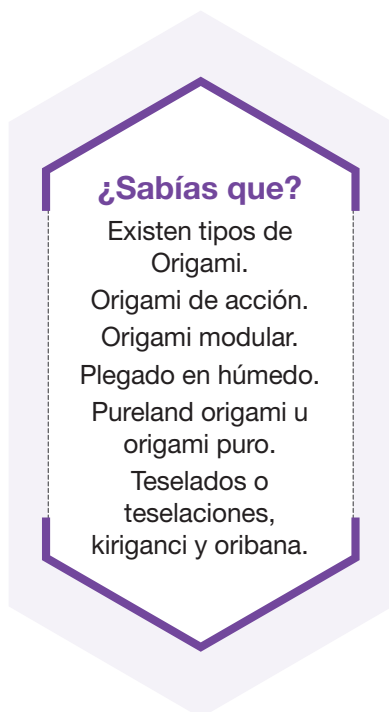 ¿Sabías que?
Existen tipos de
Origami.
Origami de acción.
Origami modular.
Plegado en húmedo.
Pureland origami u
origami puro.
Teselados o
teselaciones,
kiriganci y oribana.